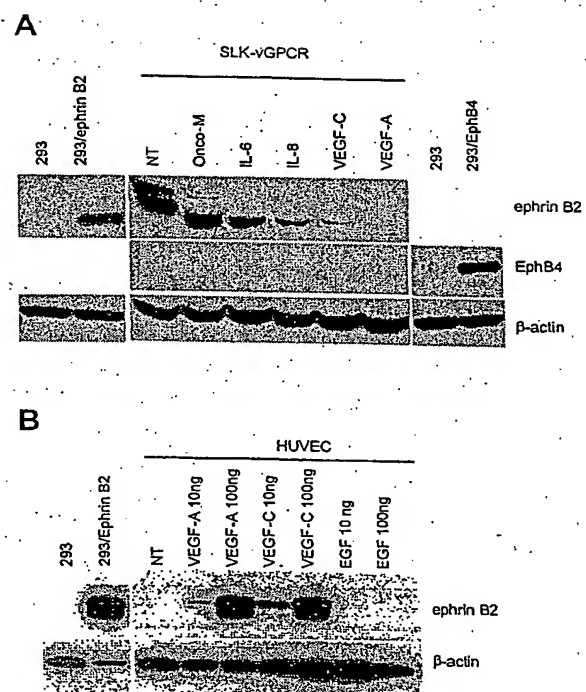 A
SLK-vGPCR
293
293/ephrin B2
NT
Onco-M
IL-6
IL-8
VEGF-C
VEGF-A
293
293/EphB4
ephrin B2
EphB4
β-actin
B
HUVEC
293
293/Ephrin B2
NT
VEGF-A 10ng
VEGF-A 100ng
VEGF-C 10ng
VEGF-C 100ng
EGF 10 ng
EGF 100ng
ephrin B2
β-actin